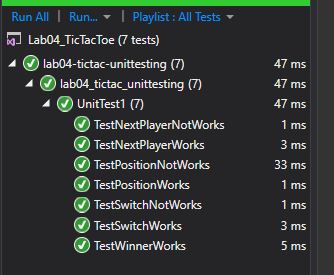 Run All | Run... | Playlist : All Tests
Lab04_TicTacToe (7 tests)
lab04-tictac-unittesting (7) 47 ms
lab04_tictac_unittesting (7) 47 ms
UnitTest1 (7) 47 ms
TestNextPlayerNotWorks 1 ms
TestNextPlayerWorks 3 ms
TestPositionNotWorks 33 ms
TestPositionWorks 1 ms
TestSwitchNotWorks 1 ms
TestSwitchWorks 3 ms
TestWinnerWorks 5 ms